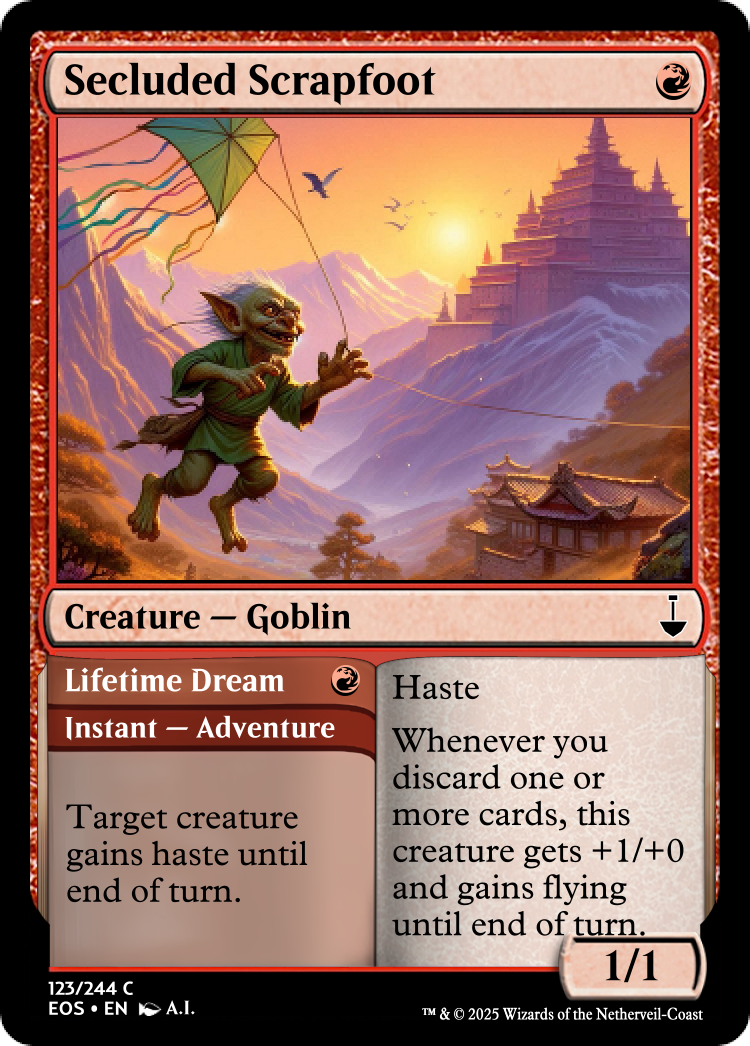 Secluded Scrapfoot
Creature — Goblin
Lifetime Dream
Instant — Adventure
Target creature
gains haste until
end of turn.
Haste
Whenever you
discard one or
more cards, this
creature gets +1/+0
and gains flying
until end of turn.
1/1
123/244 C
EOS • EN A.I.
™ & © 2025 Wizards of the Netherveil-Coast